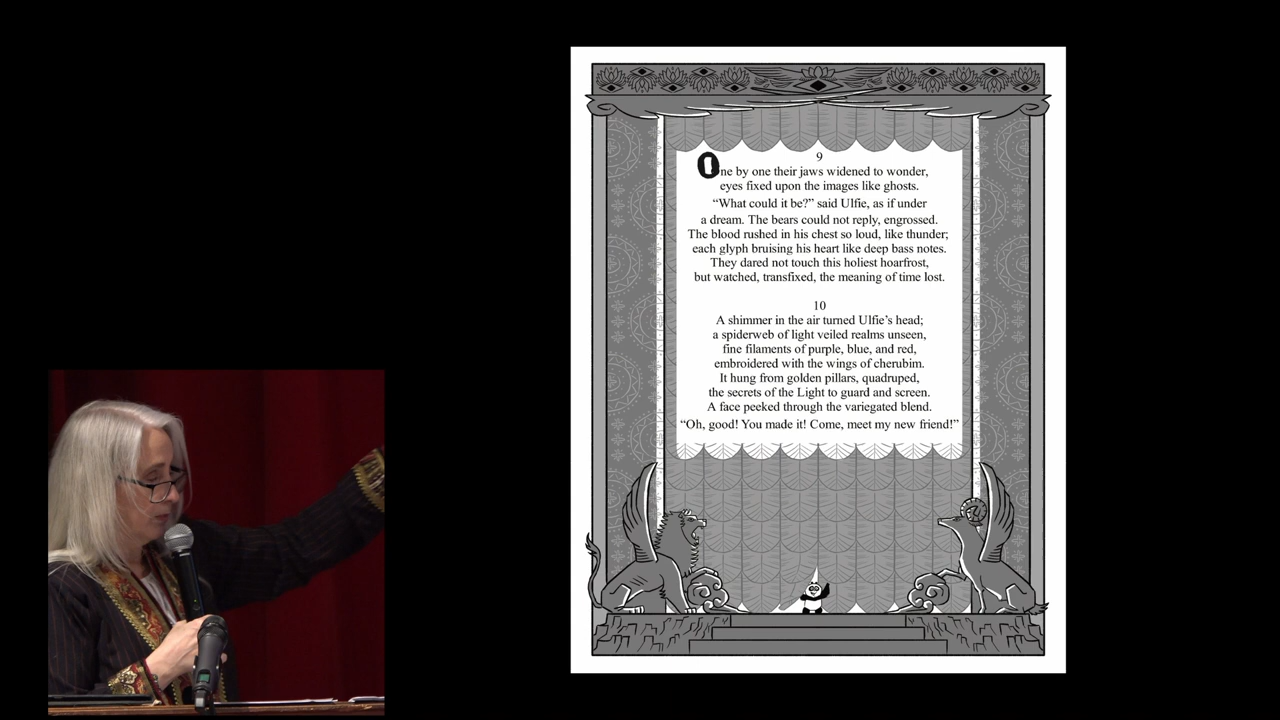 9
One by one their jaws widened to wonder,
eyes fixed upon the images like ghosts.
“What could it be?” said Ulfie, as if under
a dream. The bears could not reply, engrossed.
The blood rushed in his chest so loud, like thunder;
each glyph bruising his heart like deep bass notes.
They dared not touch this holiest hoarfrost,
but watched, transfixed, the meaning of time lost.
10
A shimmer in the air turned Ulfie’s head;
a spiderweb of light veiled realms unseen,
fine filaments of purple, blue, and red,
embroidered with the wings of cherubim.
It hung from golden pillars, quadruped,
the secrets of the Light to guard and screen.
A face peeked through the variegated blend.
“Oh, good! You made it! Come, meet my new friend!”